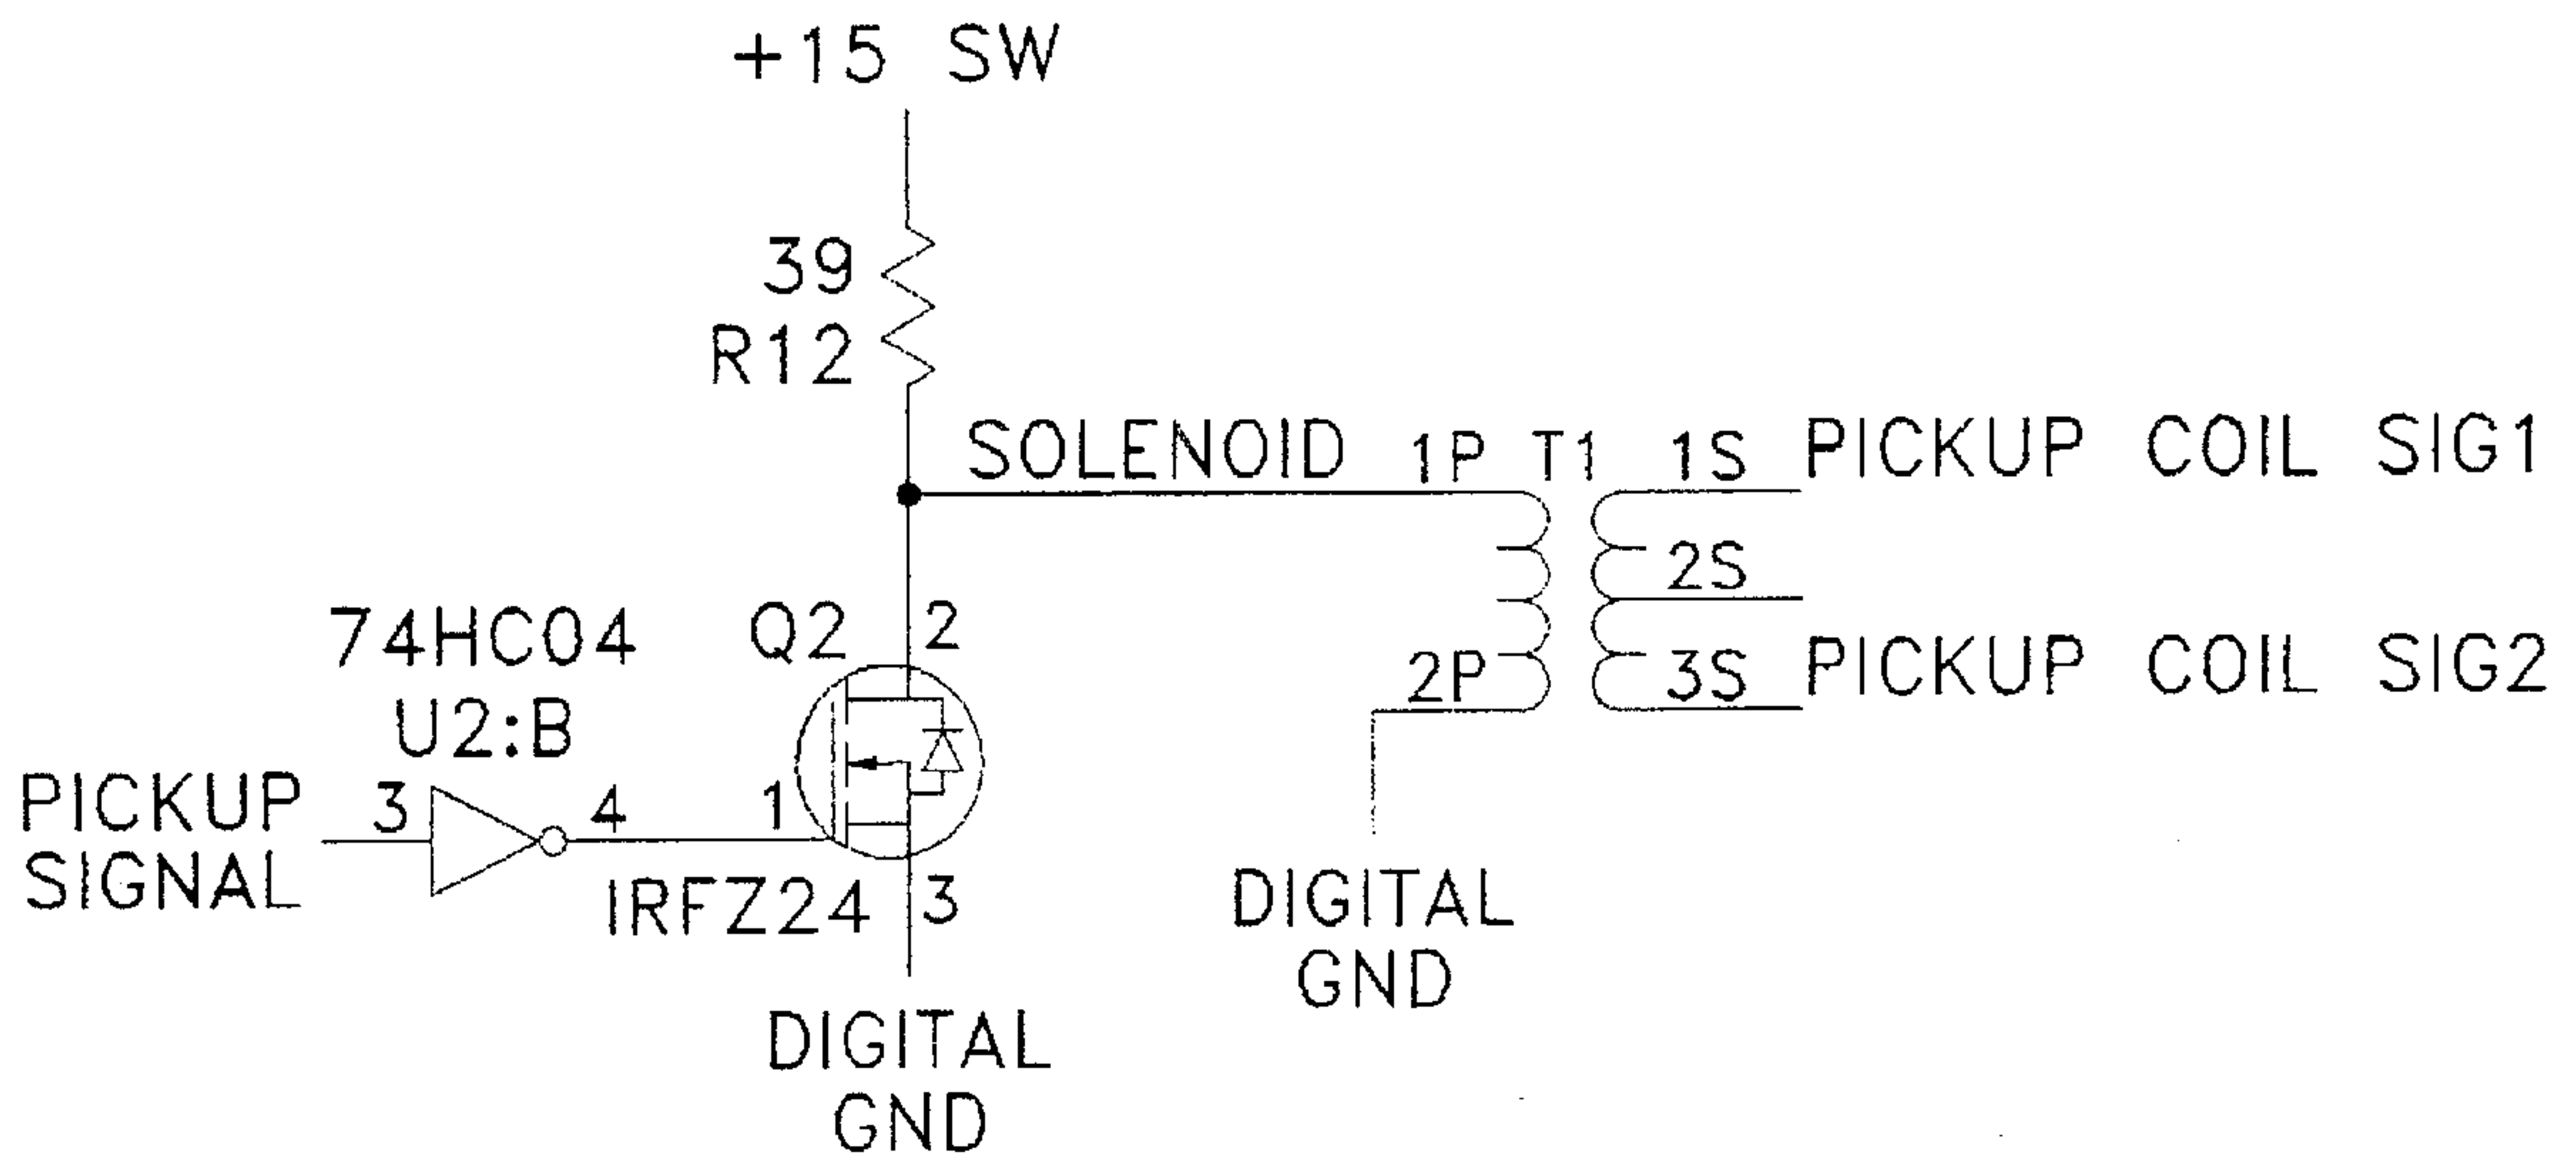 +15 SW
39
R12
SOLENOID
1P T1 1S PICKUP COIL SIG1
2S
2P 3S PICKUP COIL SIG2
74HC04
U2:B
Q2 2
PICKUP
SIGNAL
3 4 1
IRFZ24 3
DIGITAL
GND
DIGITAL
GND